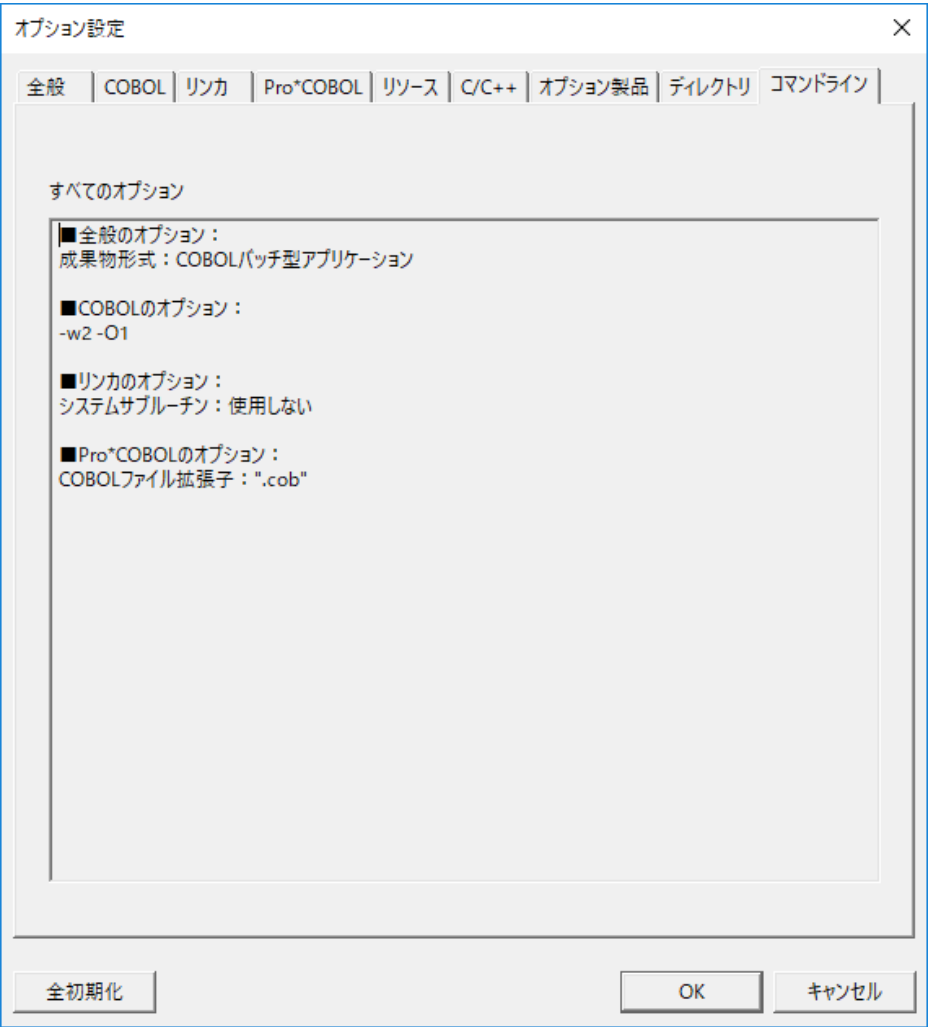 オプション設定
全般 COBOL リンカ Pro*COBOL リソース C/C++ オプション製品 ディレクトリ コマンドライン
すべてのオプション
■全般のオプション：
成果物形式：COBOLバッチ型アプリケーション
■COBOLのオプション：
-w2 -O1
■リンカのオプション：
システムサブルーチン：使用しない
■Pro*COBOLのオプション：
COBOLファイル拡張子：".cob"
全初期化 OK キャンセル